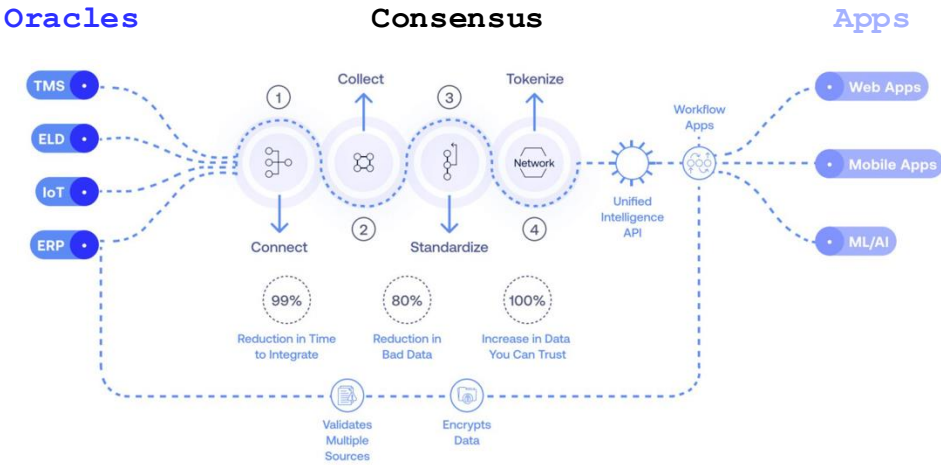 Oracles
Consensus
Apps
TMS
ELD
IoT
ERP
1
Collect
3
Tokenize
Network
Connect
2
Standardize
4
Unified
Intelligence
API
Workflow
Apps
Web Apps
Mobile Apps
ML/AI
99%
Reduction in Time
to Integrate
80%
Reduction in
Bad Data
100%
Increase in Data
You Can Trust
Validates
Multiple
Sources
Encrypts
Data